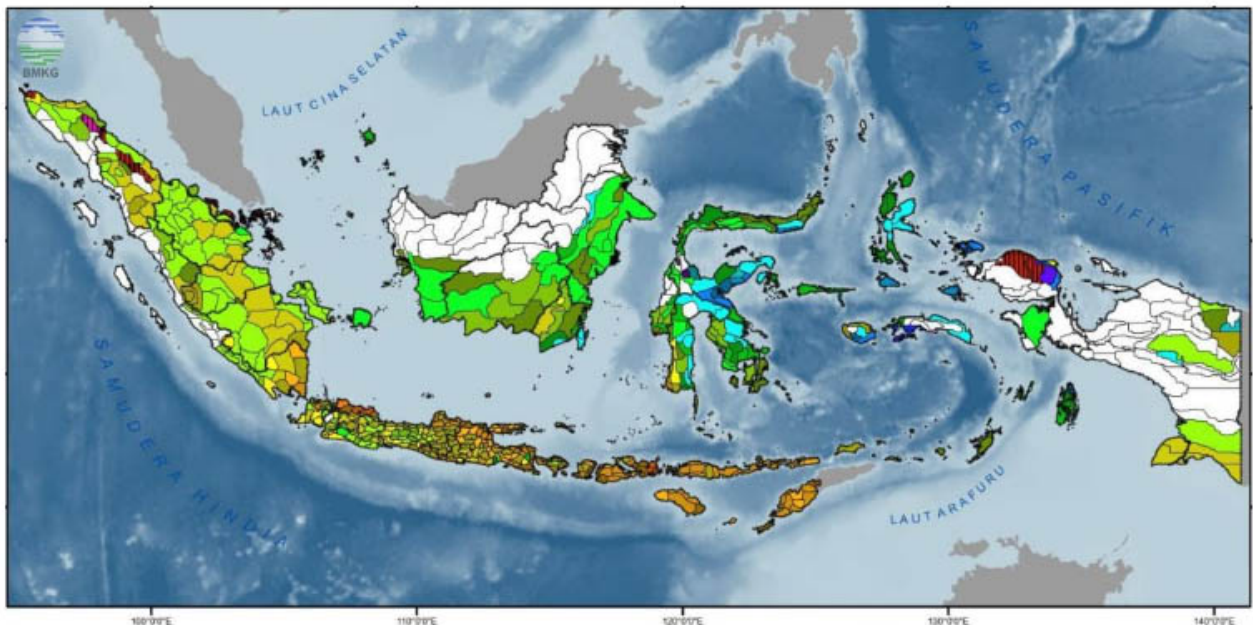 BMKG
LAUT CINA SELATAN
SAMUDERA PASIFIK
SAMUDERA HINDIA
LAUT ARAFURU
100°0'0"E
110°0'0"E
120°0'0"E
130°0'0"E
140°0'0"E